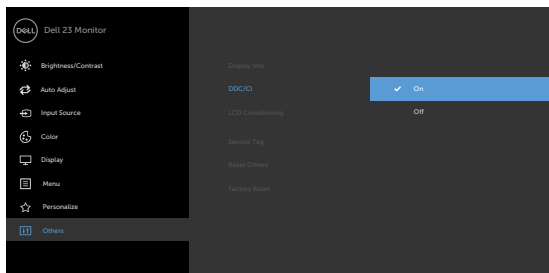 DELL
Dell 23 Monitor
Brightness/Contrast
Auto Adjust
Input Source
Color
Display
Menu
Personalize
Others
Display Info
DDC/CI
LCD Conditioning
Service Tag
Reset Others
Factory Reset
On
Off